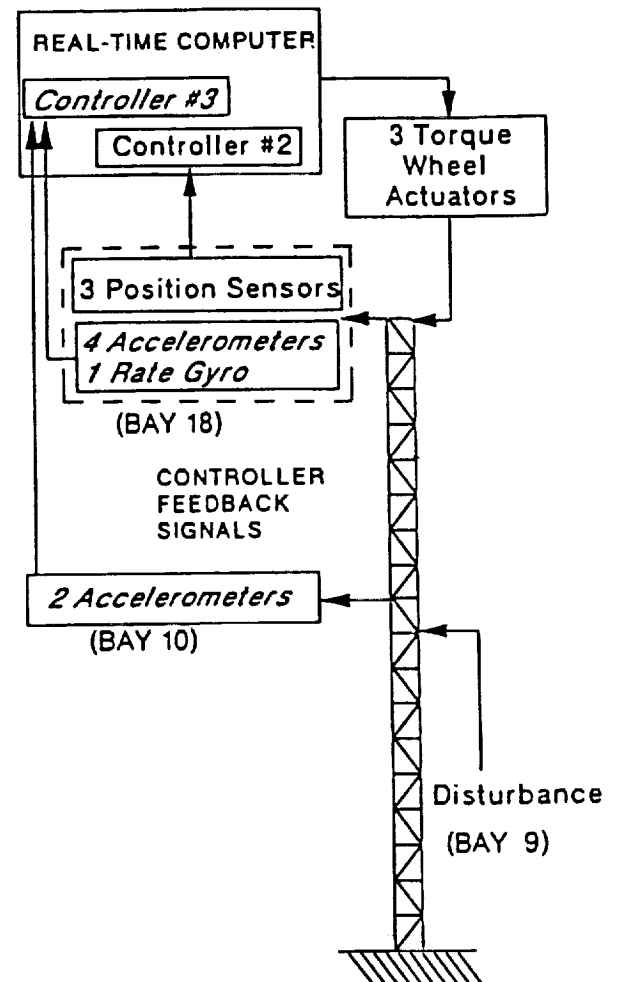 REAL-TIME COMPUTER
Controller #3
Controller #2
3 Torque
Wheel
Actuators
3 Position Sensors
4 Accelerometers
1 Rate Gyro
(BAY 18)
CONTROLLER
FEEDBACK
SIGNALS
2 Accelerometers
(BAY 10)
Disturbance
(BAY 9)